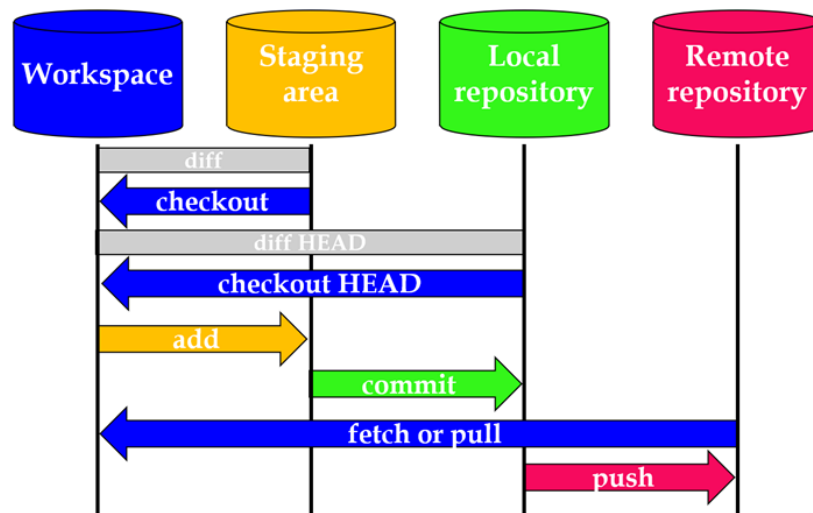 Workspace
Staging
area
Local
repository
Remote
repository
diff
checkout
diff HEAD
checkout HEAD
add
commit
fetch or pull
push